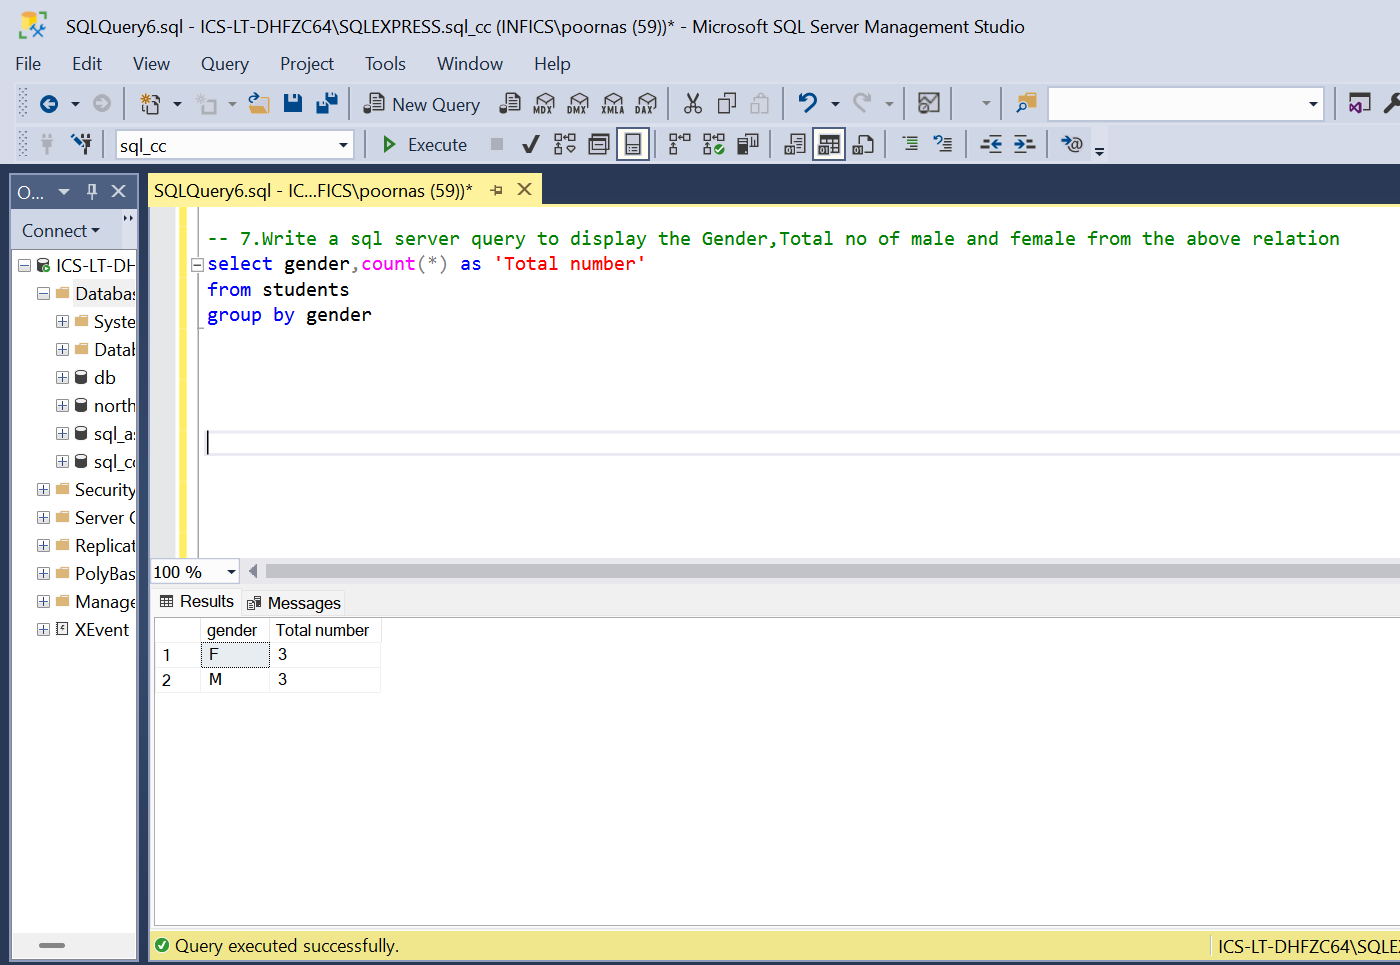 SQLQuery6.sql - ICS-LT-DHFZC64\SQLEXPRESS.sql_cc (INFICS\poornas (59))* - Microsoft SQL Server Management Studio
File Edit View Query Project Tools Window Help
New Query MDX DMX XMLA DAX
sql_cc Execute
O... SQLQuery6.sql - IC...FICS\poornas (59))*
Connect
ICS-LT-DH
Databas
Syste
Datab
db
north
sql_a
sql_c
Security
Server
Replicat
PolyBas
Manage
XEvent
-- 7.Write a sql server query to display the Gender,Total no of male and female from the above relation
select gender,count(*) as 'Total number'
from students
group by gender
100 %
Results Messages
gender Total number
1 F 3
2 M 3
Query executed successfully. ICS-LT-DHFZC64\SQLE